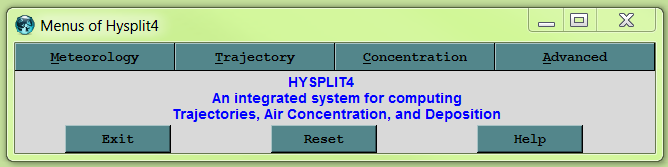 Menus of Hysplit4
Meteorology Trajectory Concentration Advanced
HYSPLIT4
An integrated system for computing
Trajectories, Air Concentration, and Deposition
Exit Reset Help